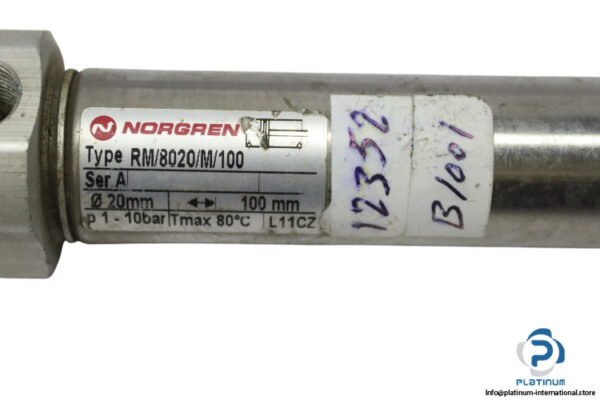 NORGREN
Type RM/8020/M/100
Ser.A
Ø 20mm 100 mm
p 1 - 10bar Tmax 80°C L11CZ
12352
B/001
PLATINUM
Info@platinum-international.store